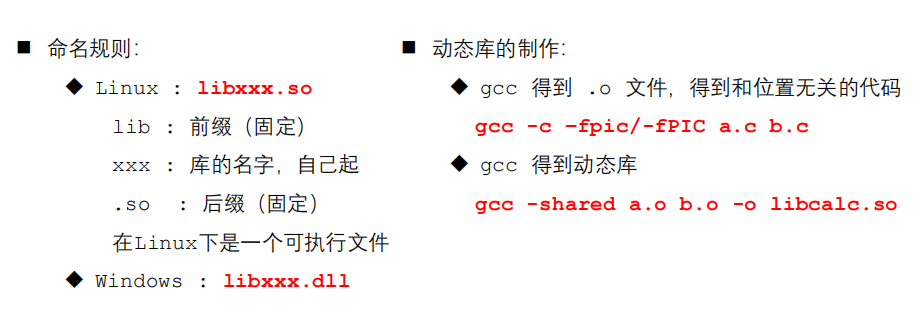 ■ 命名规则:
◆ Linux : libxxx.so
lib : 前缀（固定）
xxx : 库的名字，自己起
.so : 后缀（固定）
在Linux下是一个可执行文件
◆ Windows : libxxx.dll
■ 动态库的制作:
◆ gcc 得到 .o 文件，得到和位置无关的代码
gcc -c –fpic/-fPIC a.c b.c
◆ gcc 得到动态库
gcc -shared a.o b.o -o libcalc.so